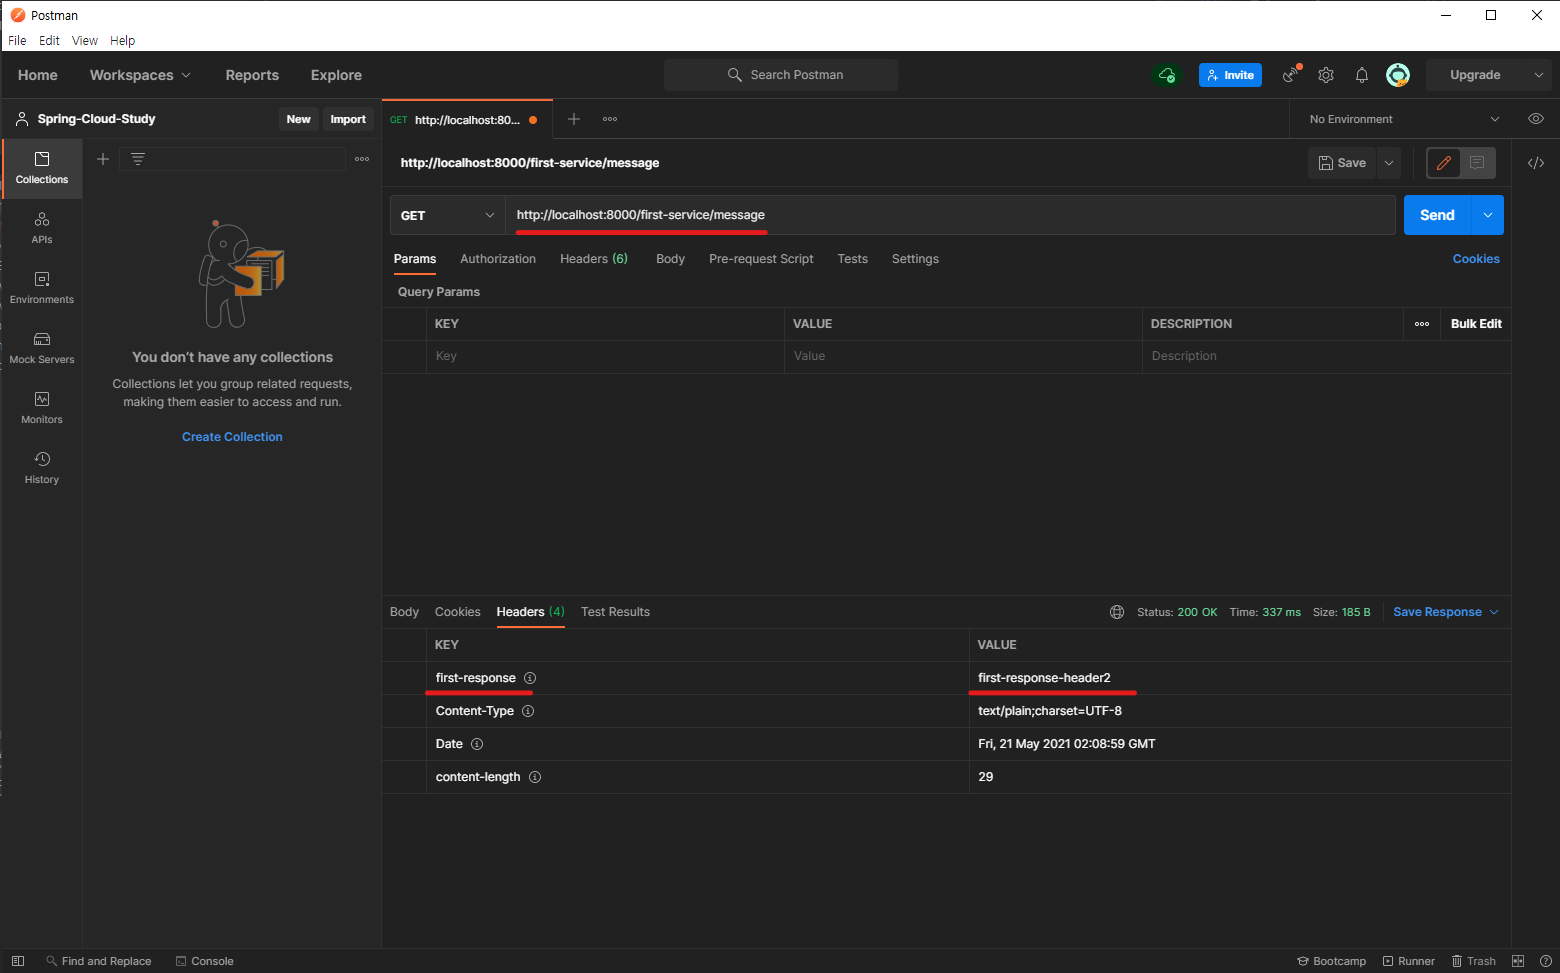 Postman
File Edit View Help
Home Workspaces Reports Explore Search Postman Invite Upgrade
Spring-Cloud-Study New Import GET http://localhost:80... No Environment
Collections
APIs
Environments
Mock Servers
Monitors
History
You don't have any collections
Collections let you group related requests,
making them easier to access and run.
Create Collection
http://localhost:8000/first-service/message Save
GET http://localhost:8000/first-service/message Send
Params Authorization Headers (6) Body Pre-request Script Tests Settings Cookies
Query Params
KEY VALUE DESCRIPTION Bulk Edit
Key Value Description
Body Cookies Headers (4) Test Results Status: 200 OK Time: 337 ms Size: 185 B Save Response
KEY VALUE
first-response first-response-header2
Content-Type text/plain;charset=UTF-8
Date Fri, 21 May 2021 02:08:59 GMT
content-length 29
Find and Replace Console Bootcamp Runner Trash